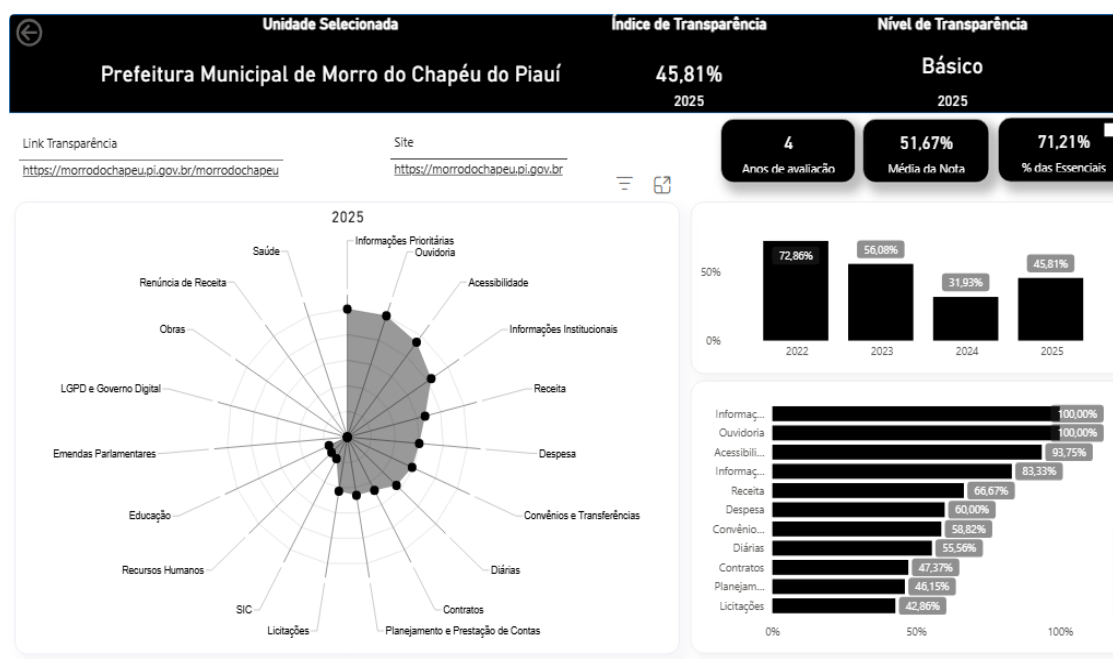 Unidade Selecionada
Índice de Transparência
Nível de Transparência
Prefeitura Municipal de Morro do Chapéu do Piauí
45,81%
2025
Básico
2025
Link Transparência
https://morrodochapeu.pi.gov.br/morrodochapeu
Site
https://morrodochapeu.pi.gov.br
4
Anos de avaliação
51,67%
Média da Nota
71,21%
% das Essenciais
2025
Informações Prioritárias
Ouvidoria
Acessibilidade
Informações Institucionais
Receita
Despesa
Convênios e Transferências
Diárias
Contratos
Planejamento e Prestação de Contas
Licitações
SIC
Recursos Humanos
Educação
Emendas Parlamentares
LGPD e Governo Digital
Obras
Renúncia de Receita
Saúde
50%
0%
72,86%
56,08%
31,93%
45,81%
2022
2023
2024
2025
Informaç... 100,00%
Ouvidoria 100,00%
Acessibili... 93,75%
Informaç... 83,33%
Receita 66,67%
Despesa 60,00%
Convênio... 58,82%
Diárias 55,56%
Contratos 47,37%
Planejam... 46,15%
Licitações 42,86%
0% 50% 100%